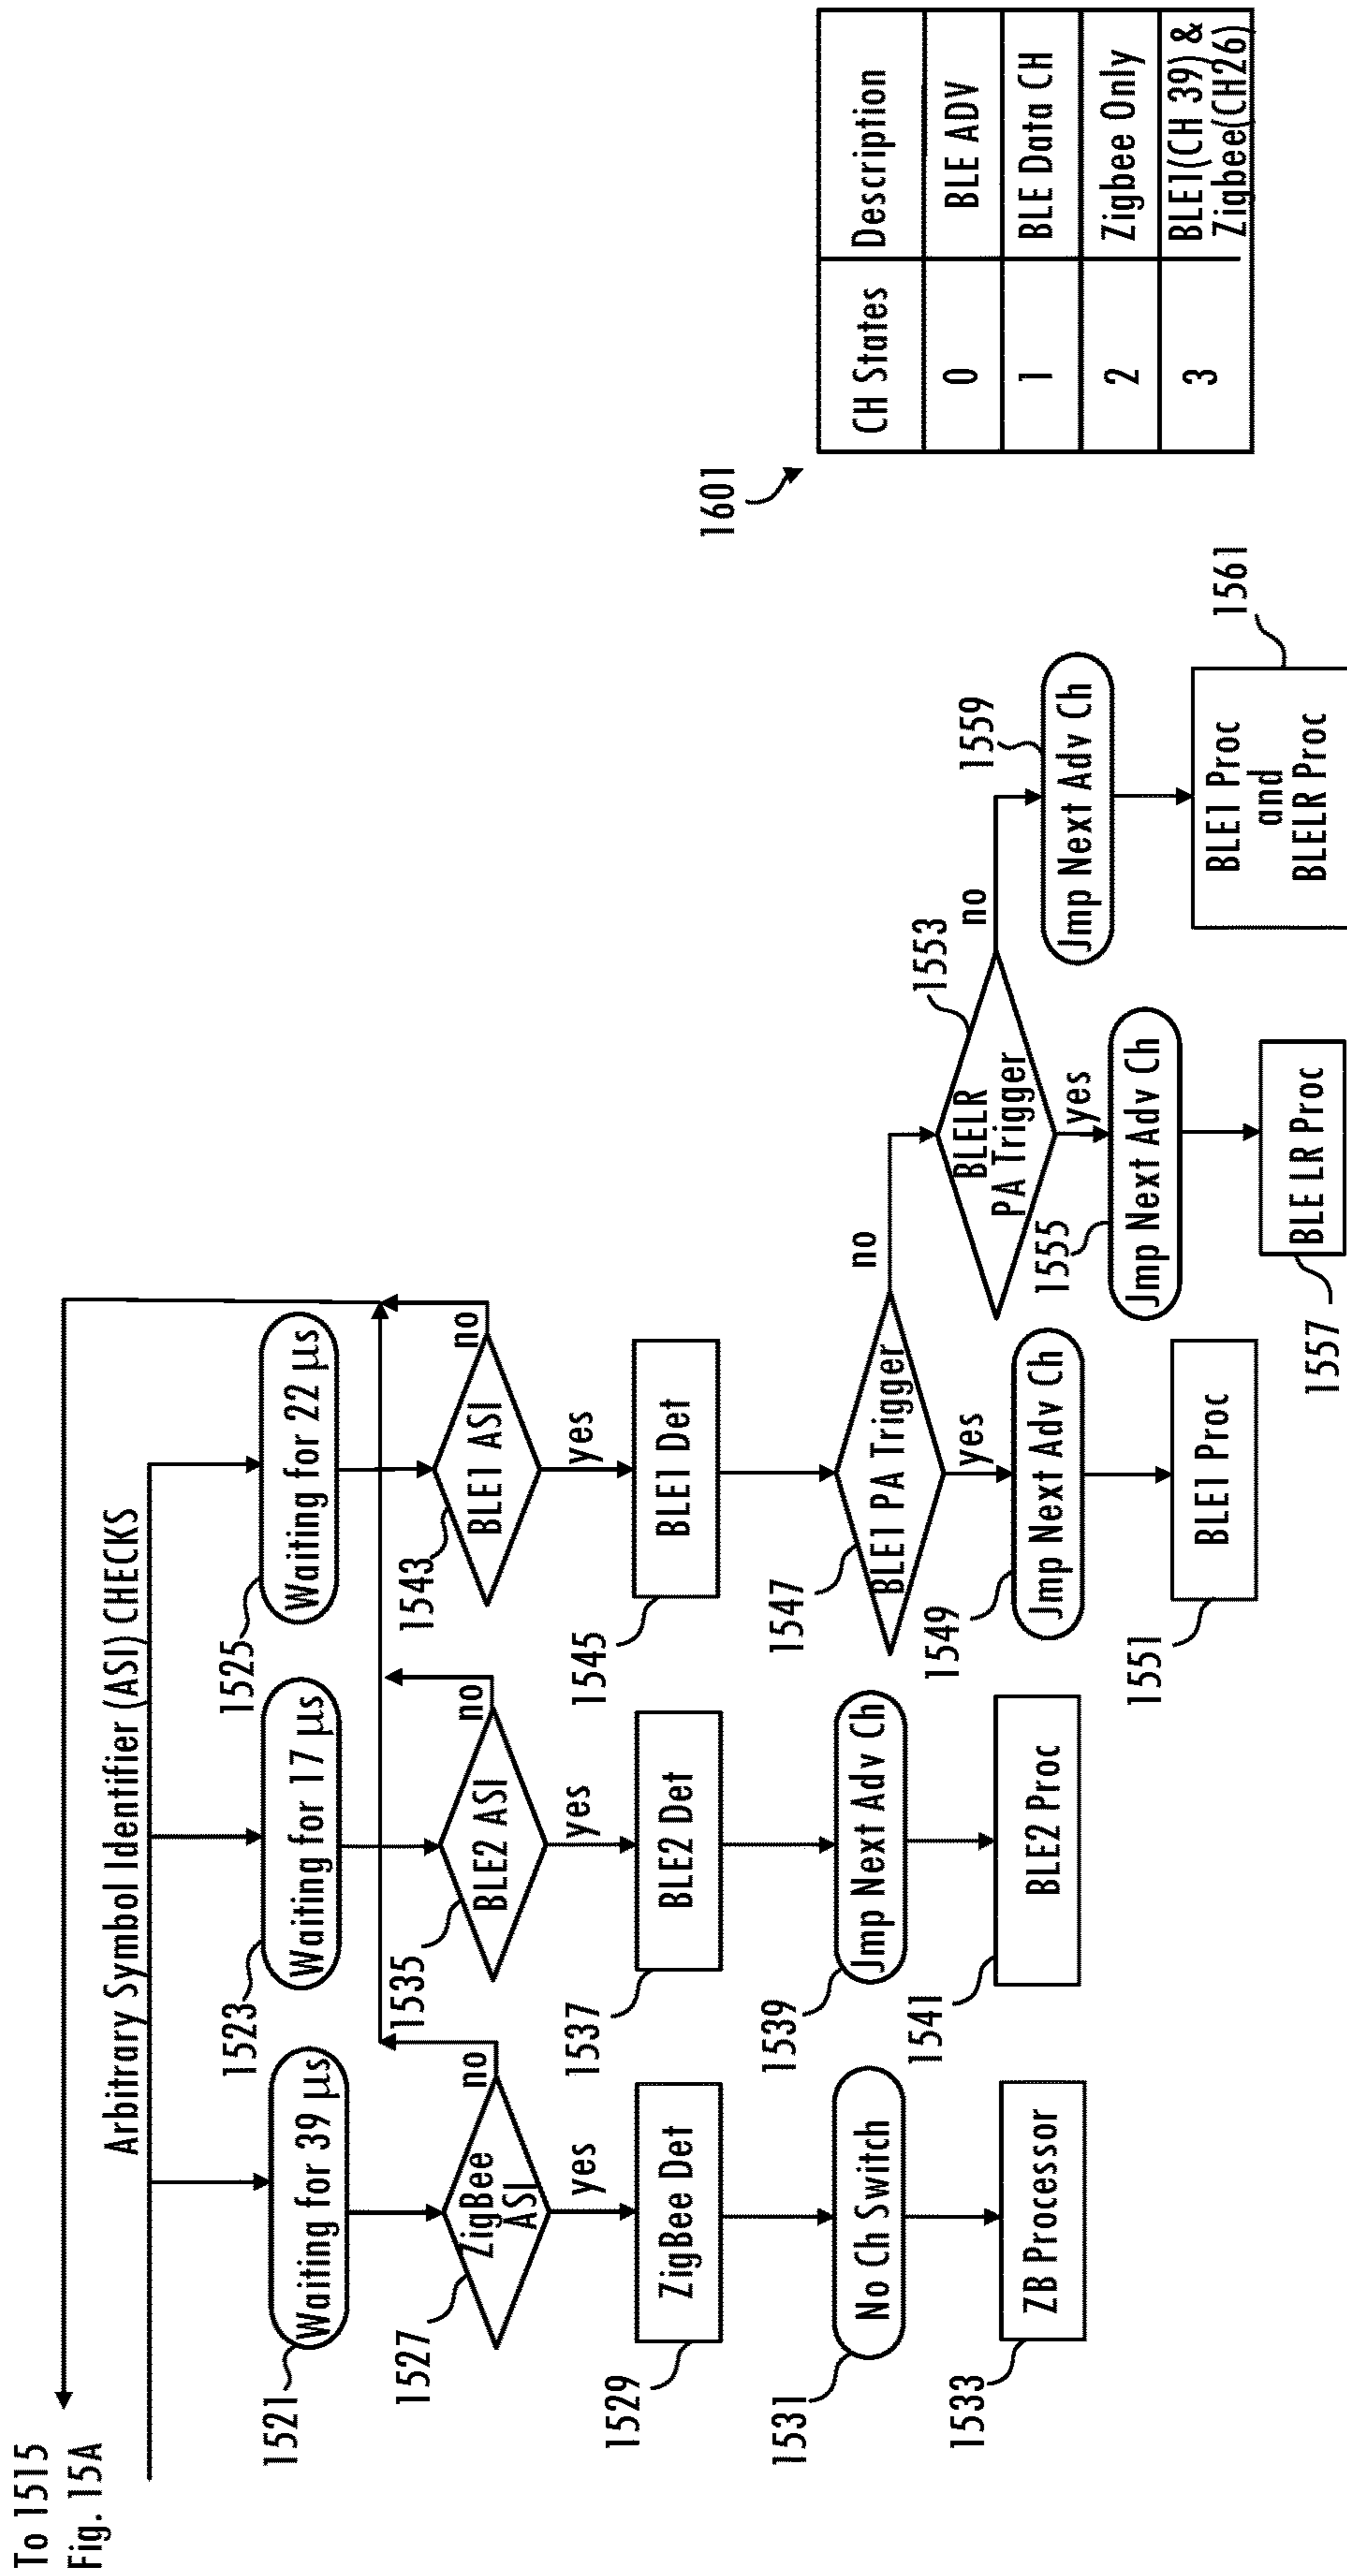 To 1515
Fig. 15A
Arbitrary Symbol Identifier (ASI) CHECKS
1521
Waiting for 39 µs
1523
Waiting for 17 µs
1525
Waiting for 22 µs
1527
ZigBee
ASI
no
yes
1535
BLE2 ASI
no
yes
1543
BLE1 ASI
no
yes
1529
ZigBee Det
1537
BLE2 Det
1545
BLE1 Det
1531
No Ch Switch
1539
Jmp Next Adv Ch
1547
BLE1 PA Trigger
no
yes
1533
ZB Processor
1541
BLE2 Proc
1549
Jmp Next Adv Ch
1551
BLE1 Proc
1553
BLELR
PA Trigger
no
yes
1555
Jmp Next Adv Ch
1557
BLE LR Proc
1559
Jmp Next Adv Ch
1561
BLE1 Proc
and
BLELR Proc
1601
CH States Description
0 BLE ADV
1 BLE Data CH
2 Zigbee Only
3 BLE1(CH 39) &
Zigbee(CH26)